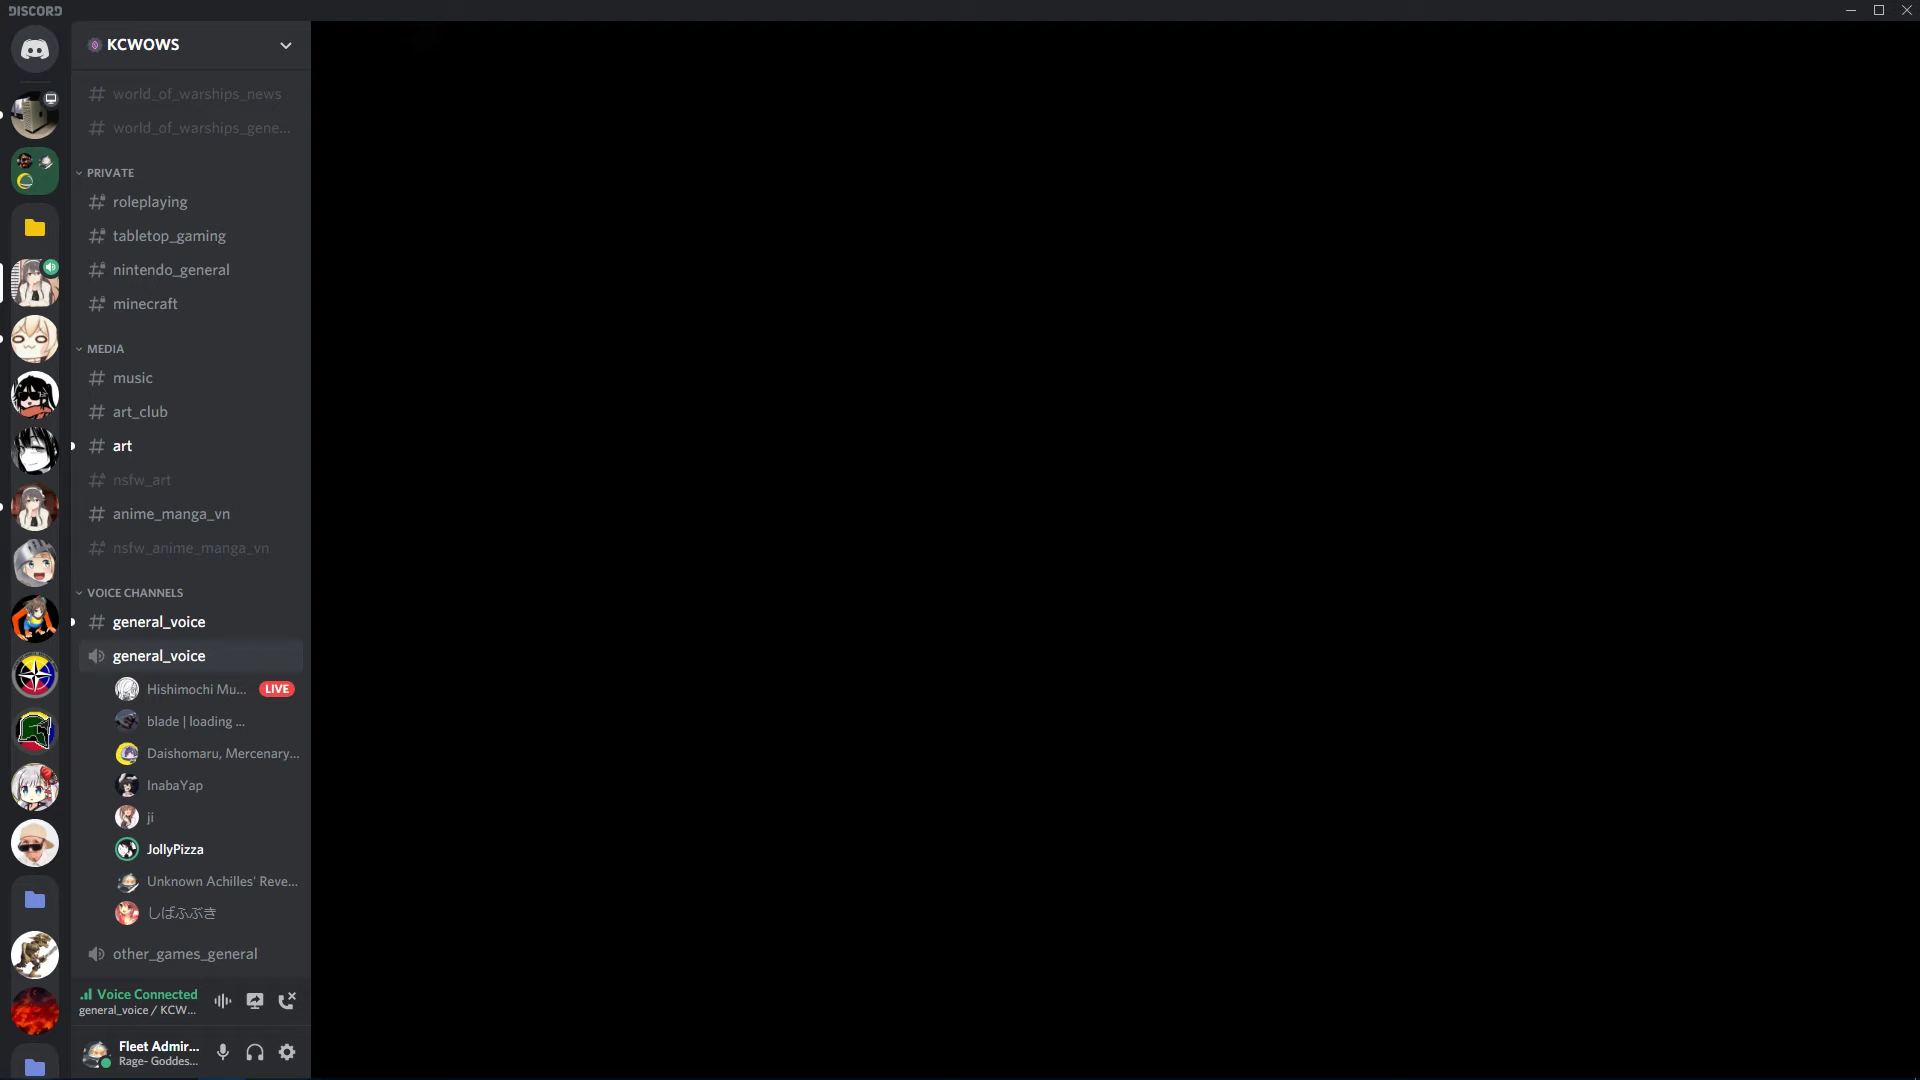 DISCORD
KCWOWS
world_of_warships_news
world_of_warships_gene...
PRIVATE
roleplaying
tabletop_gaming
nintendo_general
minecraft
MEDIA
music
art_club
art
nsfw_art
anime_manga_vn
nsfw_anime_manga_vn
VOICE CHANNELS
general_voice
general_voice
Hishimochi Mu... LIVE
blade | loading ...
Daishomaru, Mercenary...
InabaYap
ji
JollyPizza
Unknown Achilles' Reve...
しばふぶき
other_games_general
Voice Connected
general_voice / KCW...
Fleet Admir...
Rage- Goddes...